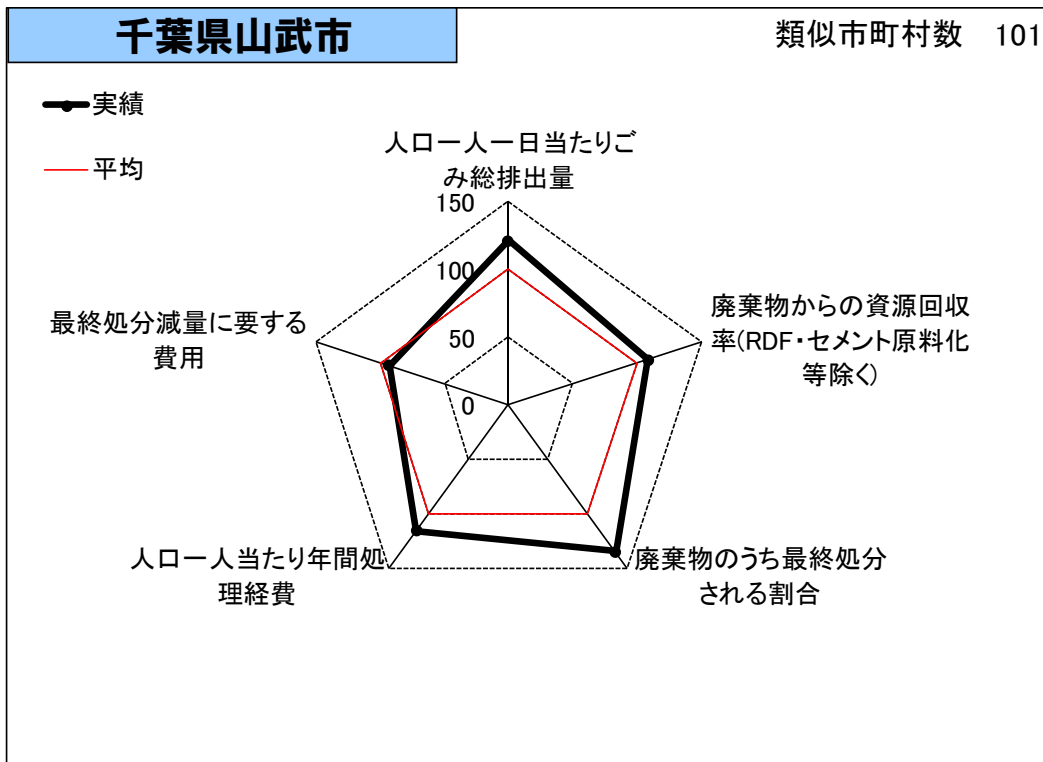 千葉県山武市
類似市町村数 101
実績
平均
人口一人一日当たりご
み総排出量
150
100
50
0
廃棄物からの資源回収
率(RDF・セメント原料化
等除く)
最終処分減量に要する
費用
人口一人当たり年間処
理経費
廃棄物のうち最終処分
される割合